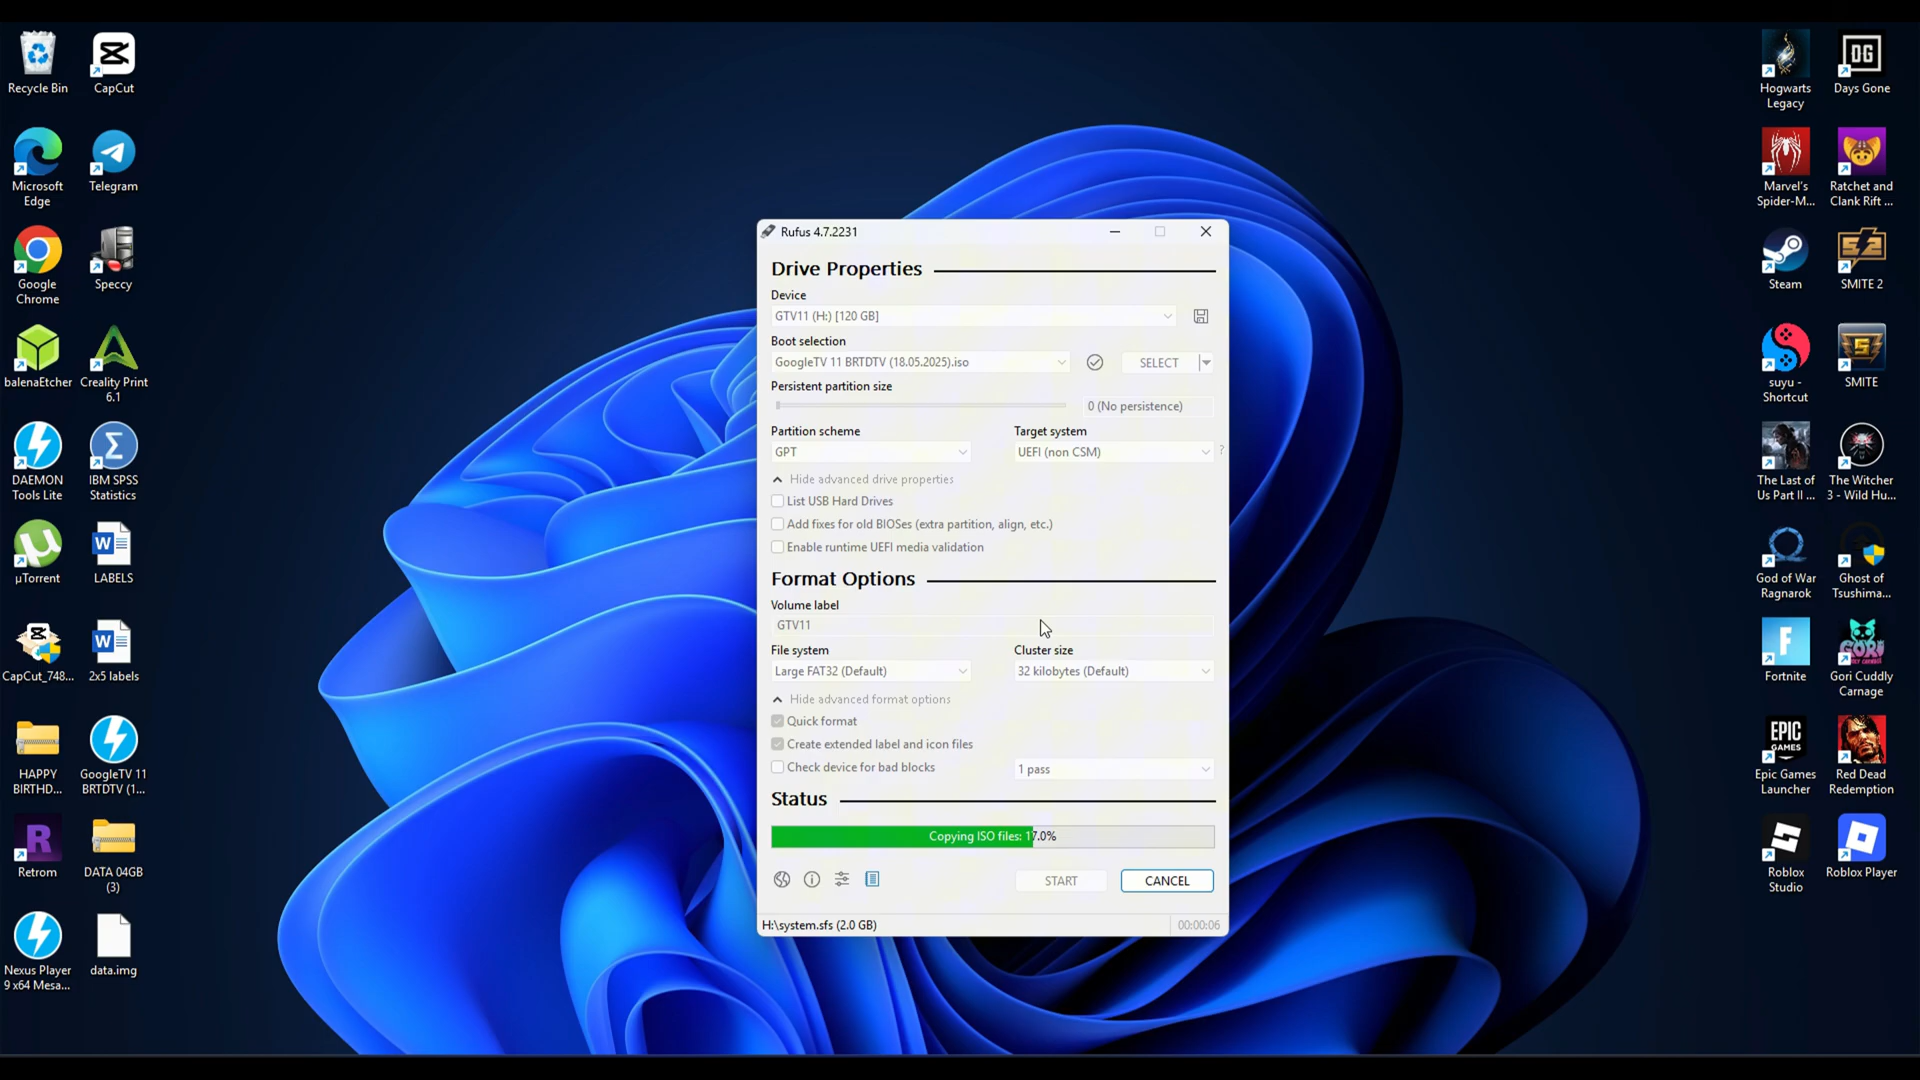 Recycle Bin
CapCut
Microsoft
Edge
Telegram
Google
Chrome
Speccy
balenaEtcher
Creality Print
6.1
DAEMON
Tools Lite
IBM SPSS
Statistics
µTorrent
LABELS
CapCut_748...
2x5 labels
HAPPY
BIRTHD...
GoogleTV 11
BRTDTV (1...
Retrom
DATA 04GB
(3)
Nexus Player
9 x64 Mesa...
data.img
Rufus 4.7.2231
Drive Properties
Device
GTV11 (H:) [120 GB]
Boot selection
GoogleTV 11 BRTDTV (18.05.2025).iso
SELECT
Persistent partition size
0 (No persistence)
Partition scheme
Target system
GPT
UEFI (non CSM)
?
Hide advanced drive properties
List USB Hard Drives
Add fixes for old BIOSes (extra partition, align, etc.)
Enable runtime UEFI media validation
Format Options
Volume label
GTV11
File system
Cluster size
Large FAT32 (Default)
32 kilobytes (Default)
Hide advanced format options
Quick format
Create extended label and icon files
Check device for bad blocks
1 pass
Status
Copying ISO files: 17.0%
START
CANCEL
H:\system.sfs (2.0 GB)
00:00:06
Hogwarts
Legacy
DG
Days Gone
Marvel's
Spider-M...
Ratchet and
Clank Rift ...
Steam
SMITE 2
suyu -
Shortcut
SMITE
The Last of
Us Part II ...
The Witcher
3 - Wild Hu...
God of War
Ragnarok
Ghost of
Tsushima...
Fortnite
GORI
Gori Cuddly
Carnage
EPIC
GAMES
Epic Games
Launcher
Red Dead
Redemption
Roblox
Studio
Roblox Player